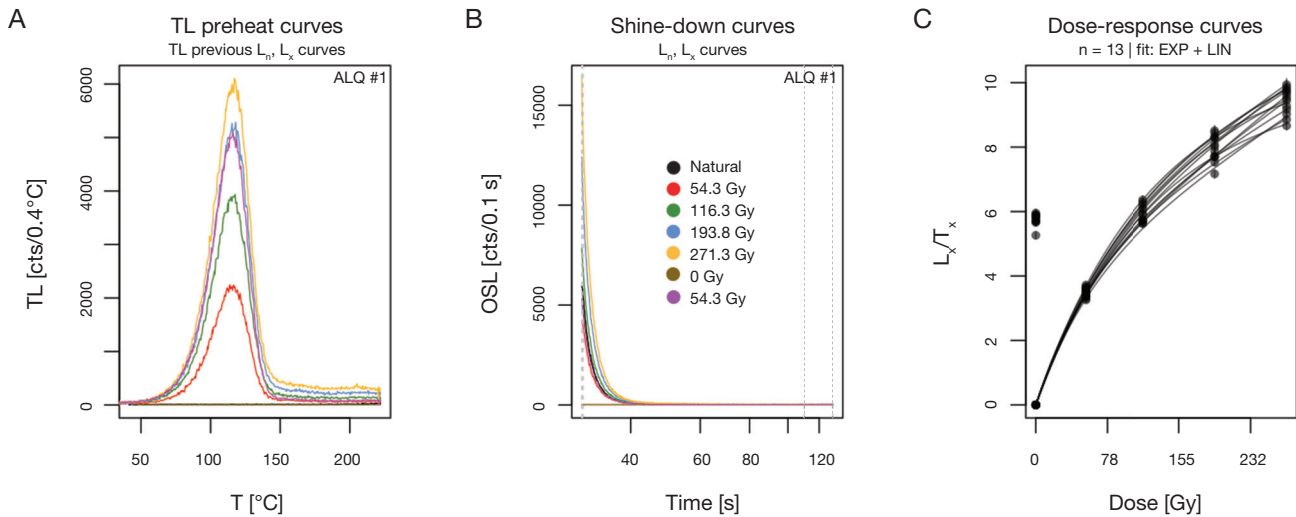 A
TL preheat curves
TL previous Ln, Lx curves
ALQ #1
TL [cts/0.4°C]
6000
4000
2000
0
50
100
150
200
T [°C]
B
Shine-down curves
Ln, Lx curves
ALQ #1
OSL [cts/0.1 s]
15000
10000
5000
0
Natural
54.3 Gy
116.3 Gy
193.8 Gy
271.3 Gy
0 Gy
54.3 Gy
40
60
80
100
120
Time [s]
C
Dose-response curves
n = 13 | fit: EXP + LIN
Lx/Tx
10
8
6
4
2
0
0
78
155
232
Dose [Gy]